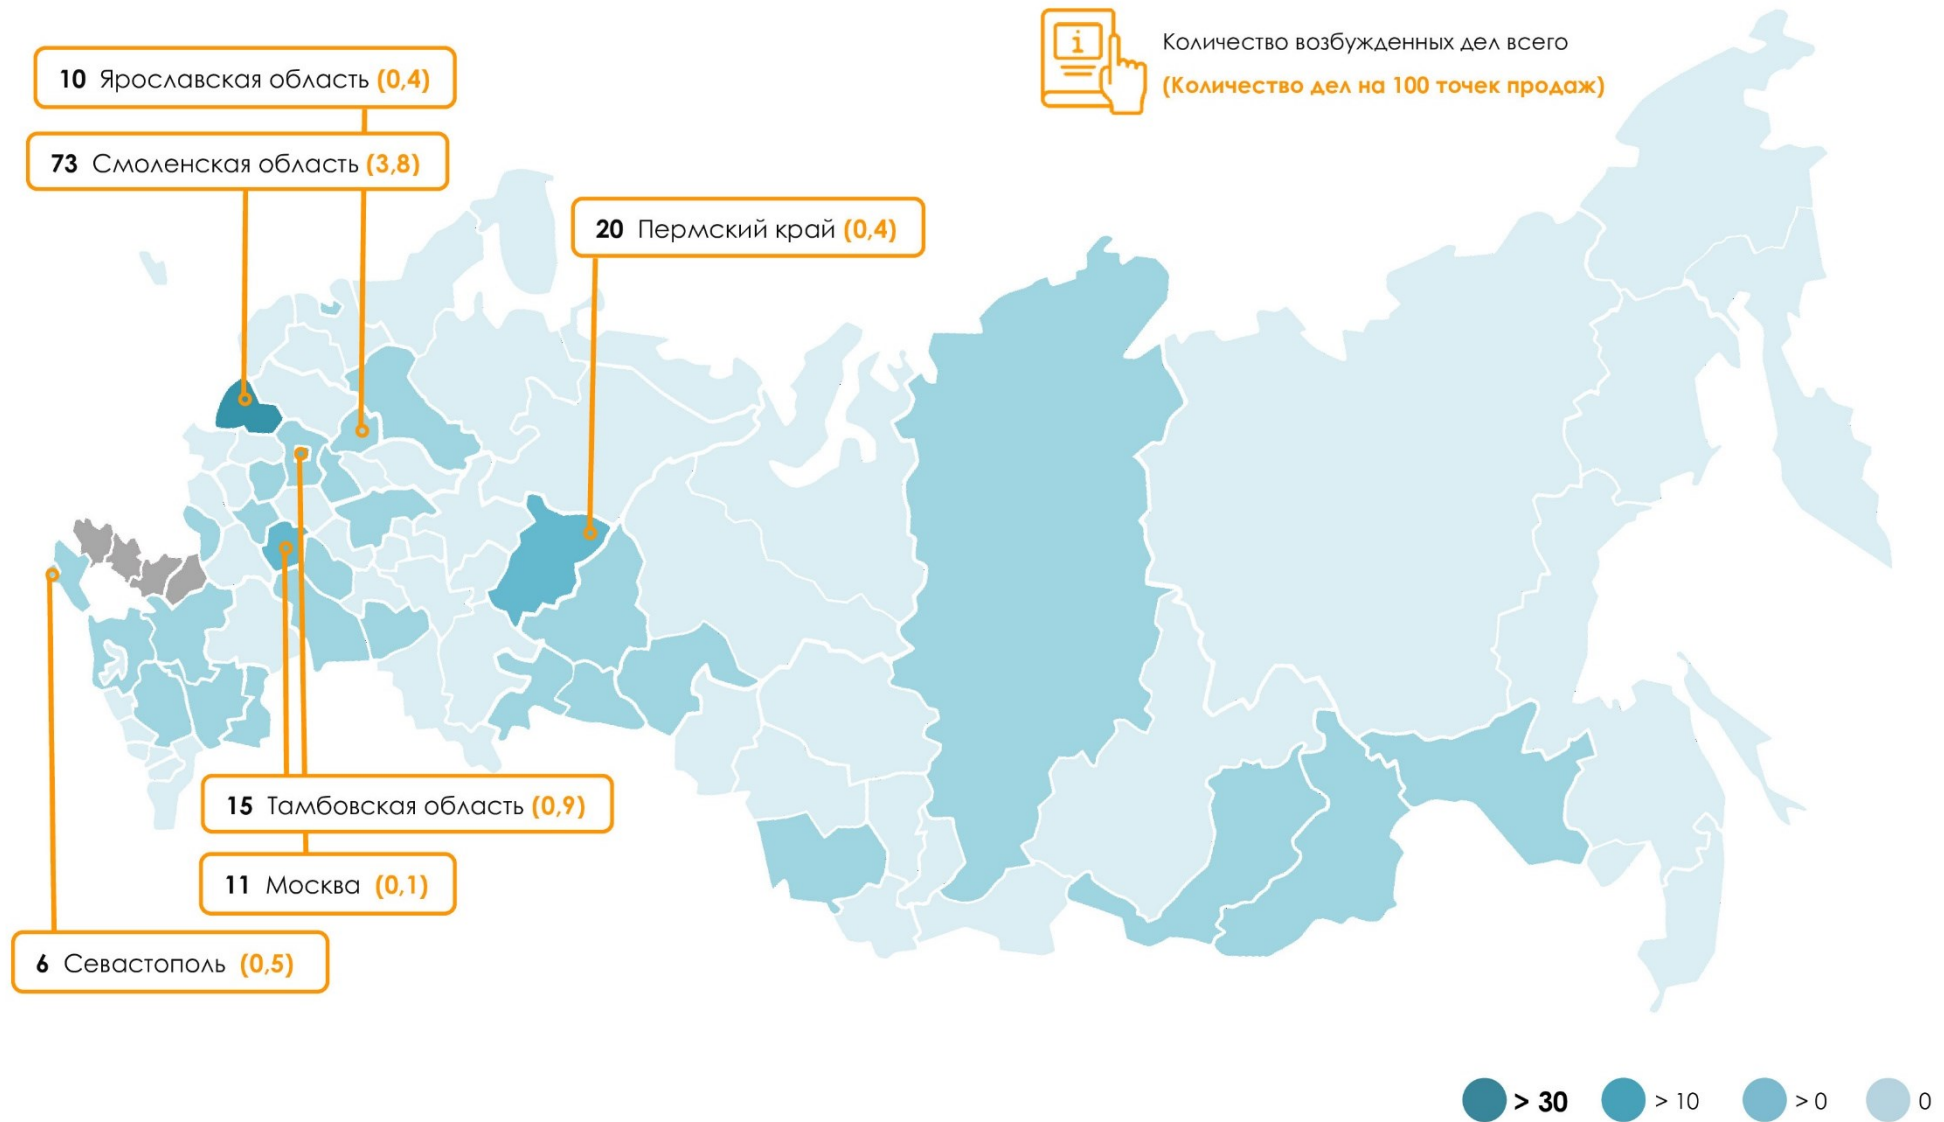 Количество возбужденных дел всего
(Количество дел на 100 точек продаж)
10 Ярославская область (0,4)
73 Смоленская область (3,8)
20 Пермский край (0,4)
15 Тамбовская область (0,9)
11 Москва (0,1)
6 Севастополь (0,5)
> 30
> 10
> 0
0